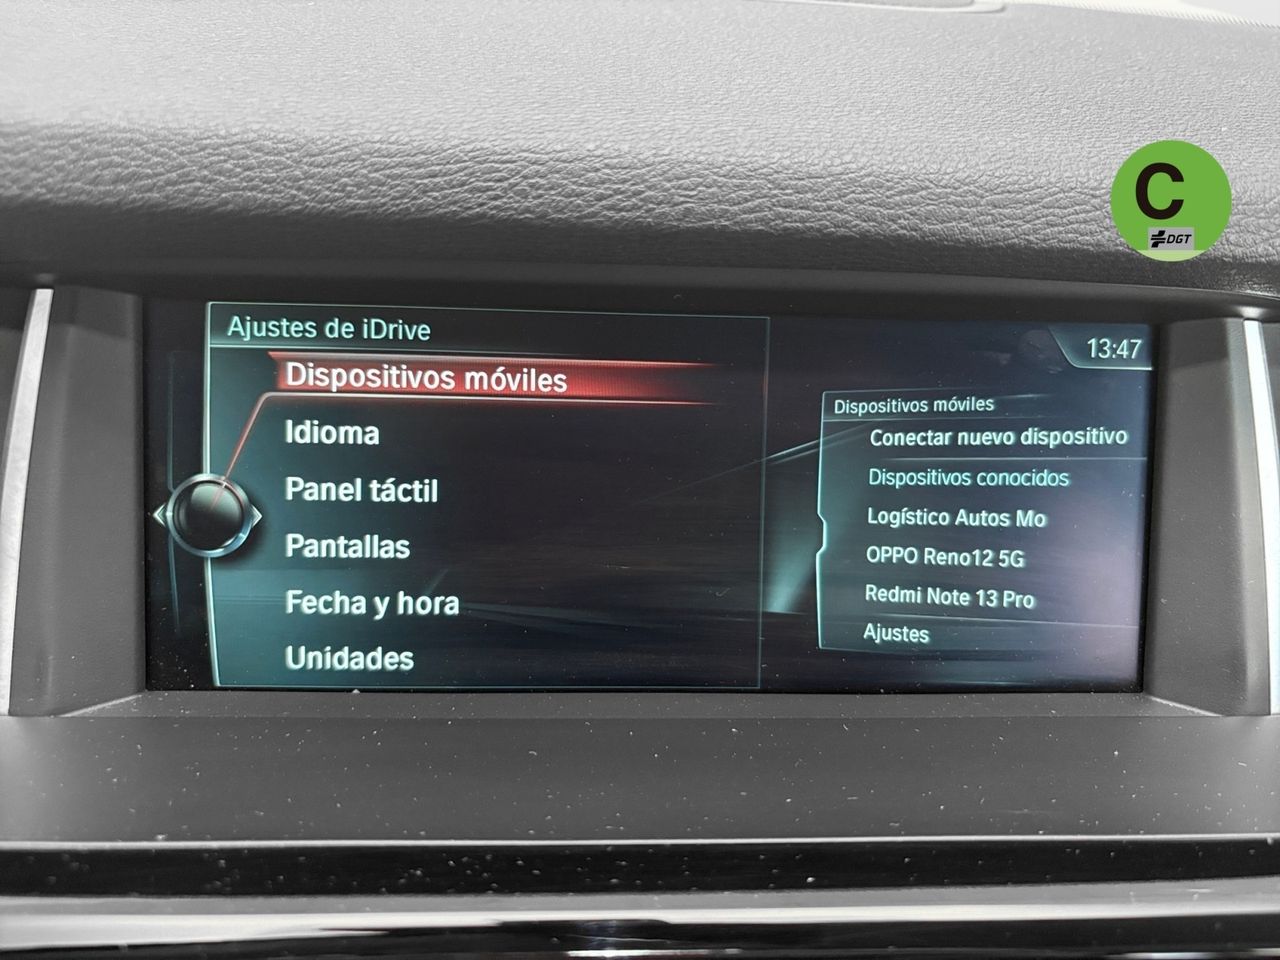 C
DGT
Ajustes de iDrive
13:47
Dispositivos móviles
Idioma
Panel táctil
Pantallas
Fecha y hora
Unidades
Dispositivos móviles
Conectar nuevo dispositivo
Dispositivos conocidos
Logístico Autos Mo
OPPO Reno12 5G
Redmi Note 13 Pro
Ajustes